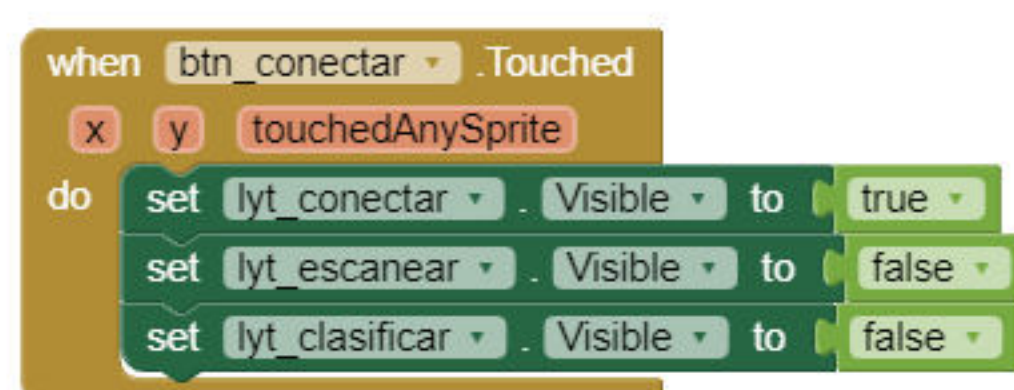 when btn_conectar .Touched
x y touchedAnySprite
do set lyt_conectar . Visible to true
set lyt_escanear . Visible to false
set lyt_clasificar . Visible to false